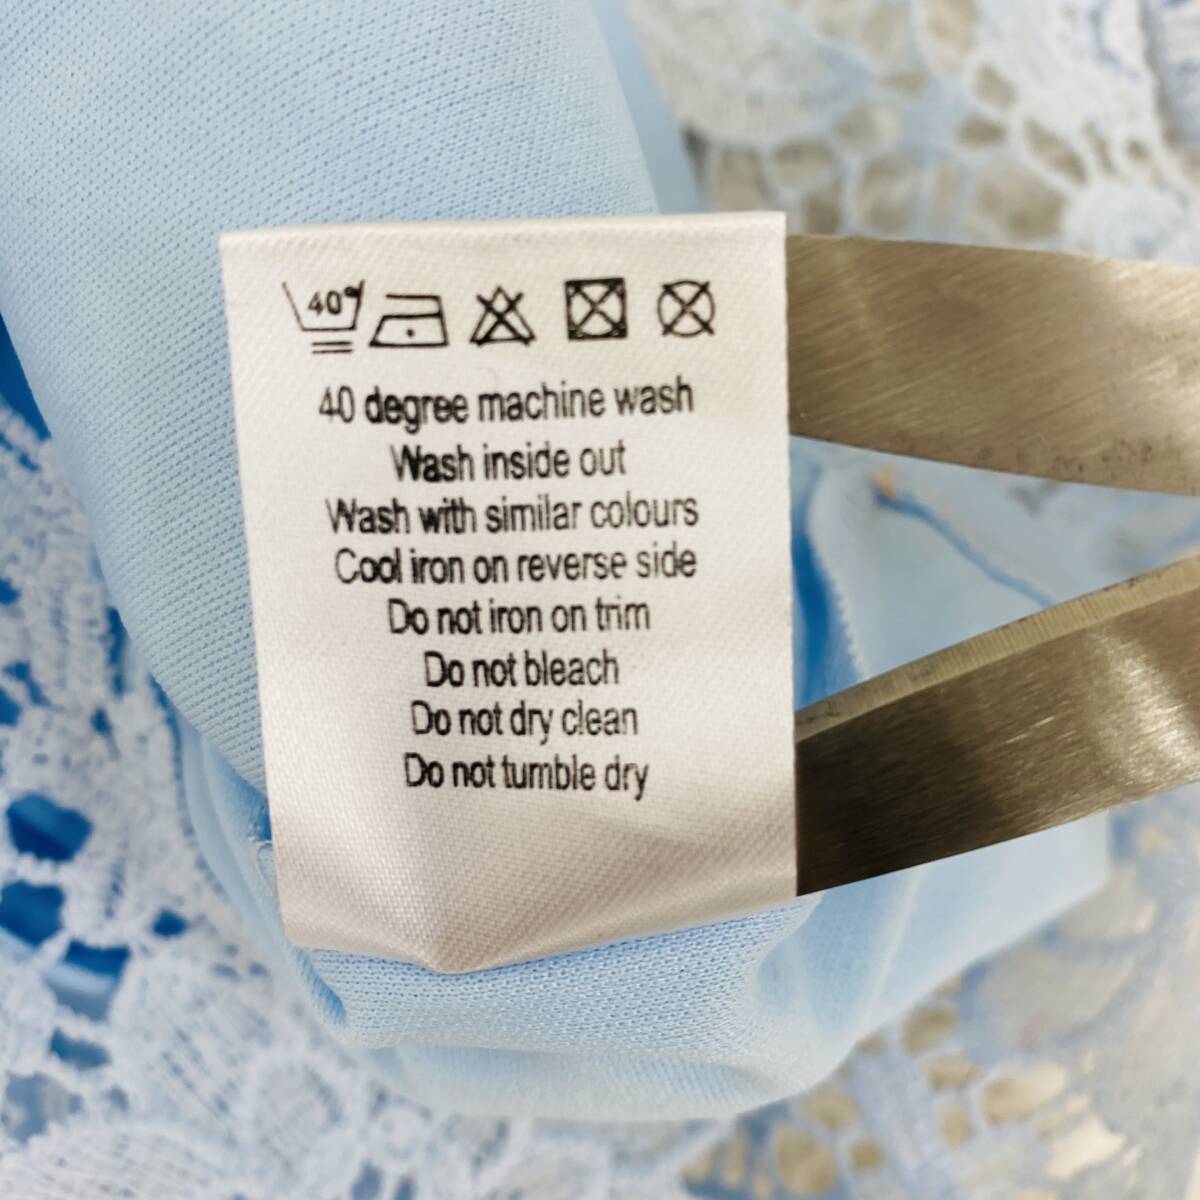 40°
40 degree machine wash
Wash inside out
Wash with similar colours
Cool iron on reverse side
Do not iron on trim
Do not bleach
Do not dry clean
Do not tumble dry